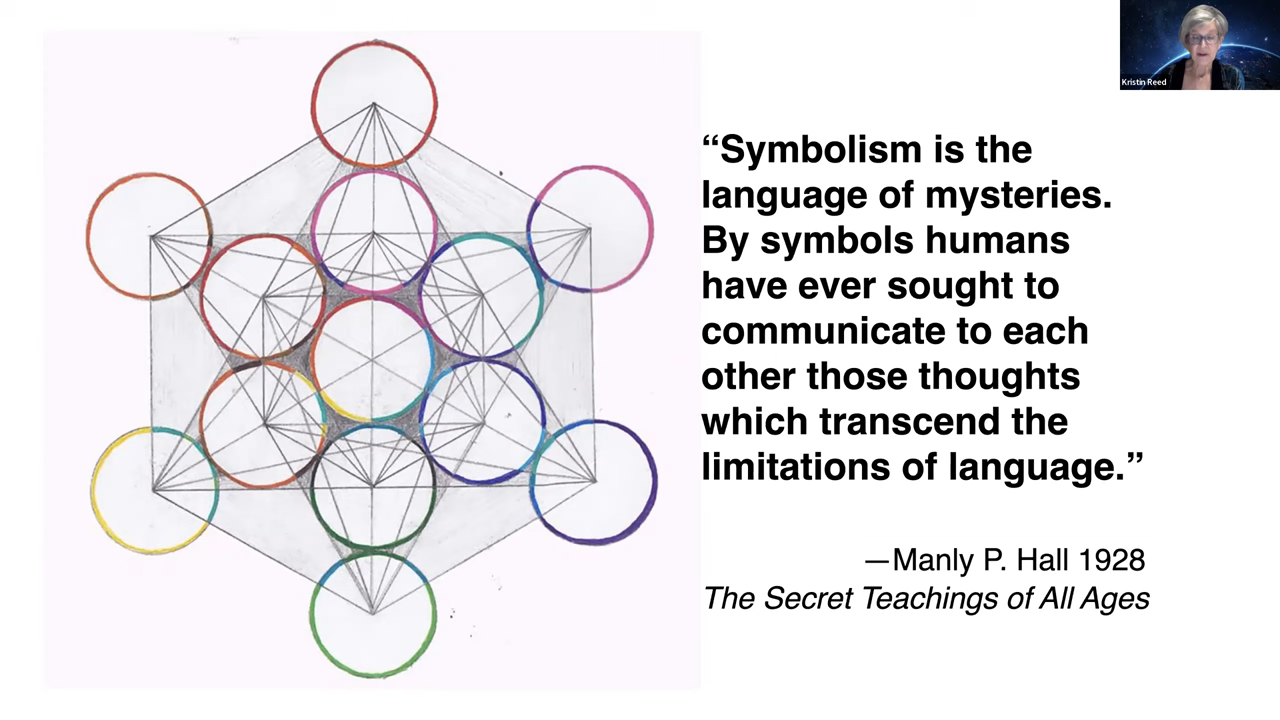 Kristin Reed
“Symbolism is the
language of mysteries.
By symbols humans
have ever sought to
communicate to each
other those thoughts
which transcend the
limitations of language.”
—Manly P. Hall 1928
The Secret Teachings of All Ages